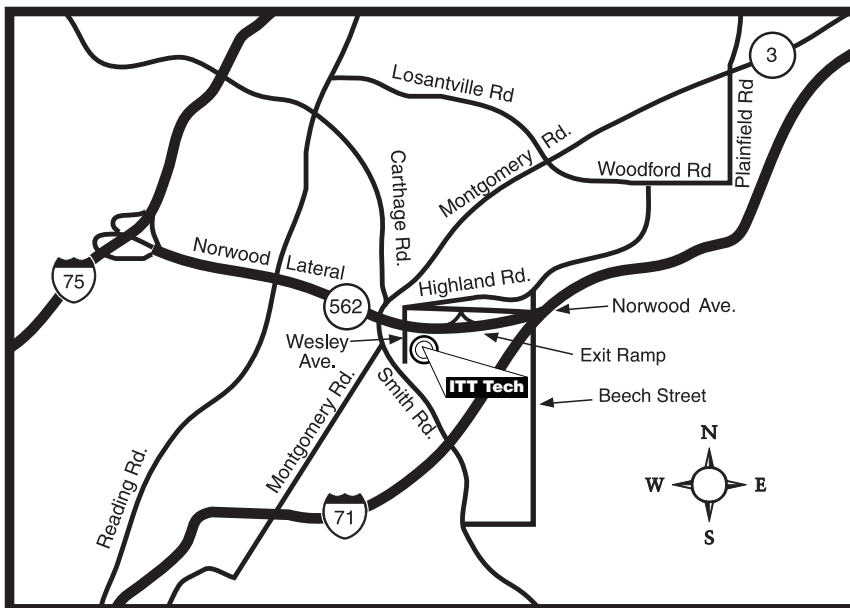 3
Losantville Rd
Plainfield Rd
Montgomery Rd.
Woodford Rd
Carthage Rd.
Norwood Lateral
75
Highland Rd.
562
Norwood Ave.
Wesley
Ave.
Exit Ramp
ITT Tech
Beech Street
Smith Rd.
Montgomery Rd.
Reading Rd.
71
N
W
E
S